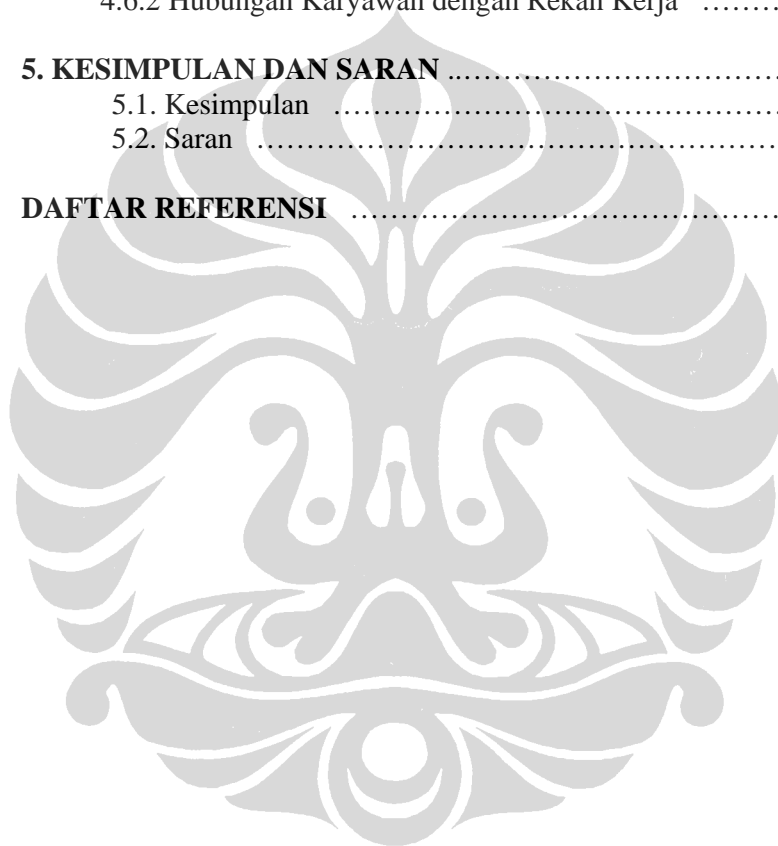 4.6.2 Hubungan Karyawan dengan Rekan Kerja ........
5. KESIMPULAN DAN SARAN ..........................................
5.1. Kesimpulan ..........................................................
5.2. Saran ....................................................................
DAFTAR REFERENSI ......................................................